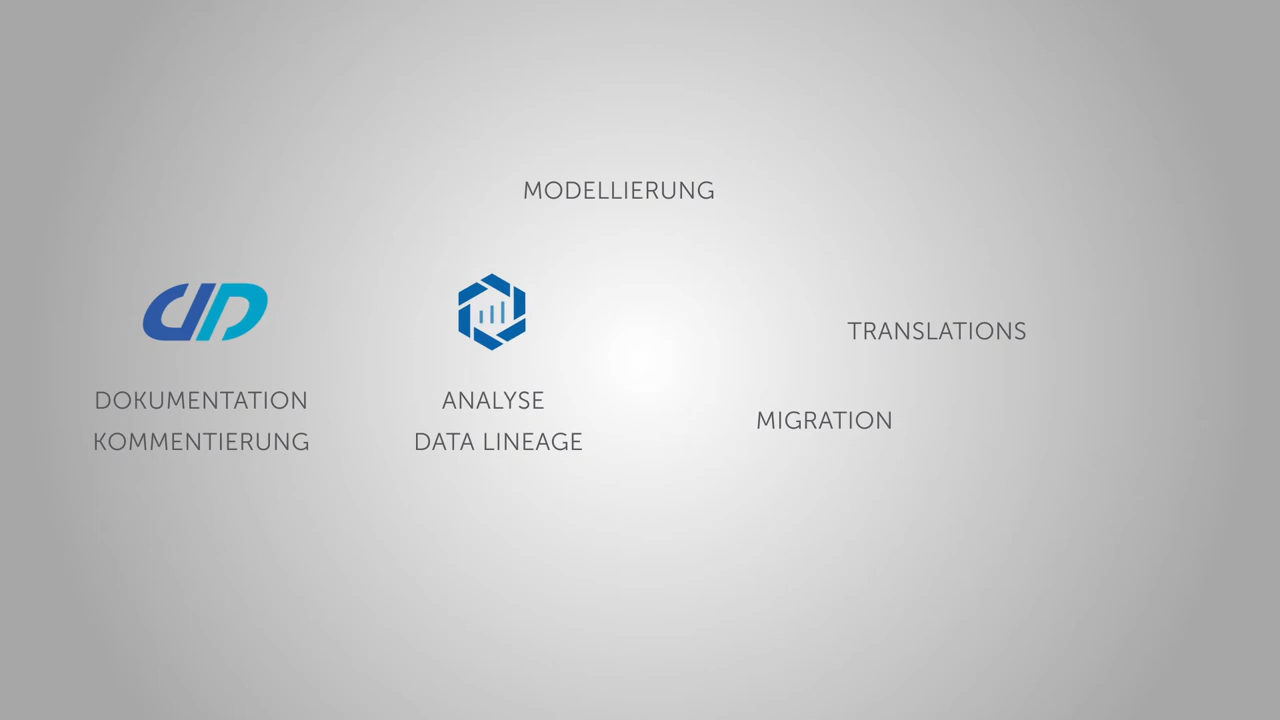 MODELLIERUNG
TRANSLATIONS
DOKUMENTATION
KOMMENTIERUNG
ANALYSE
DATA LINEAGE
MIGRATION